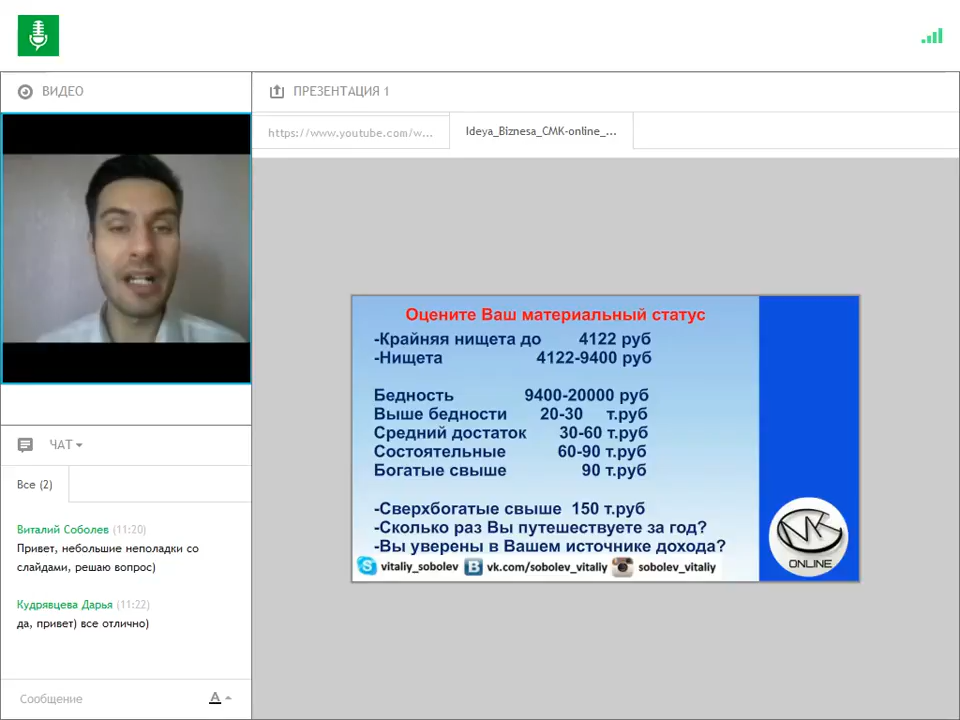 ВИДЕО
ПРЕЗЕНТАЦИЯ 1
https://www.youtube.com/w...
Ideya_Biznesa_CMK-online_...
Оцените Ваш материальный статус
-Крайняя нищета до 4122 руб
-Нищета 4122-9400 руб
Бедность 9400-20000 руб
Выше бедности 20-30 т.руб
Средний достаток 30-60 т.руб
Состоятельные 60-90 т.руб
Богатые свыше 90 т.руб
-Сверхбогатые свыше 150 т.руб
-Сколько раз Вы путешествуете за год?
-Вы уверены в Вашем источнике дохода?
vitaliy_sobolev vk.com/sobolev_vitaliy sobolev_vitaliy
ONLINE
ЧАТ
Все (2)
Виталий Соболев (11:20)
Привет, небольшие неполадки со
слайдами, решаю вопрос)
Кудрявцева Дарья (11:22)
да, привет) все отлично)
Сообщение
A